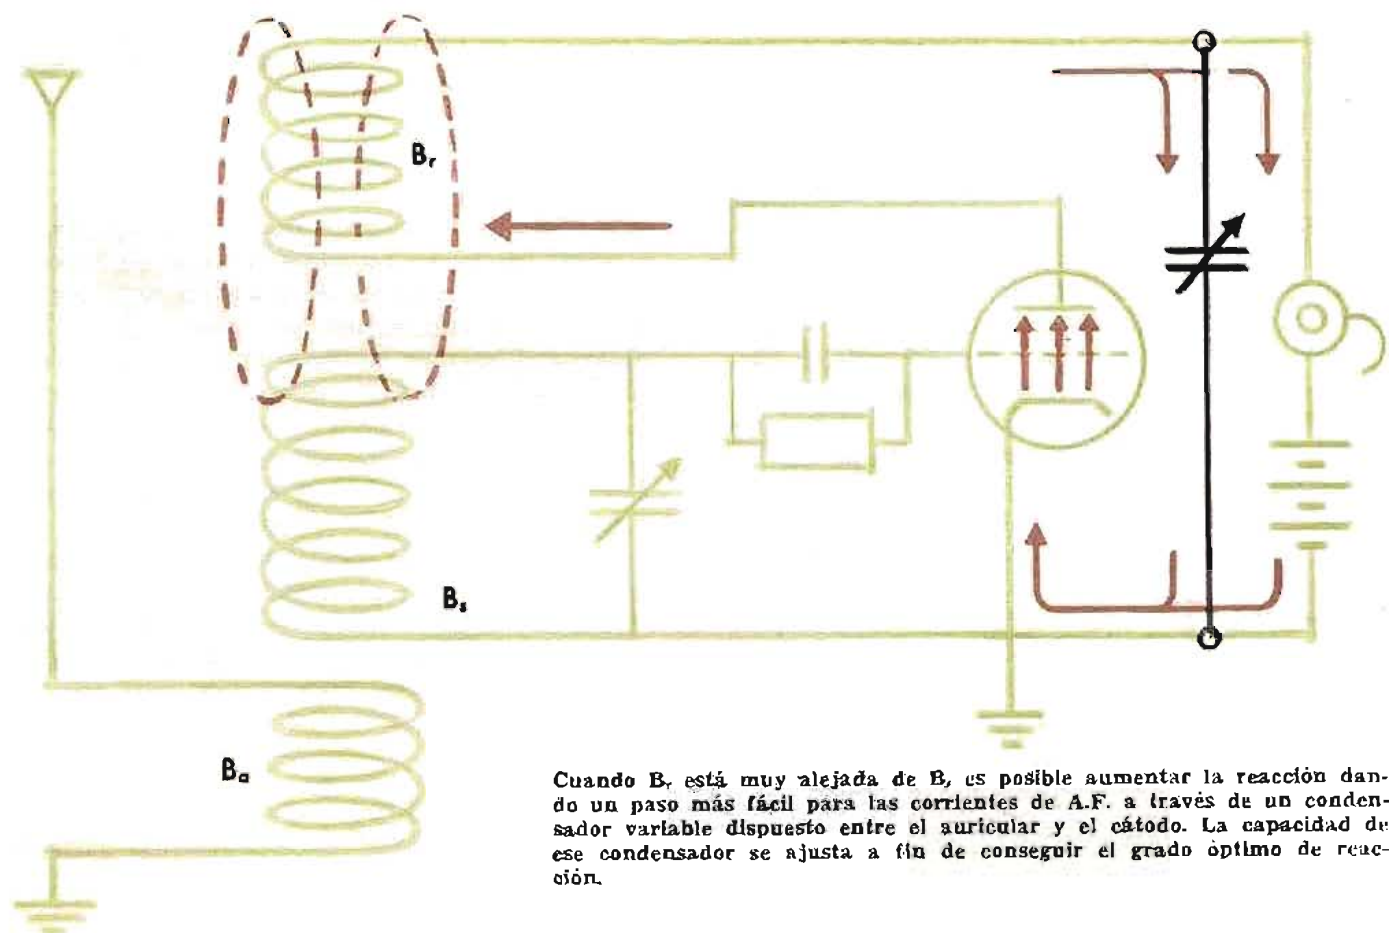 Bᵣ
Bₛ
Bₐ
Cuando Bᵣ está muy alejada de Bₛ es posible aumentar la reacción dan-
do un paso más fácil para las corrientes de A.F. a través de un conden-
sador variable dispuesto entre el auricular y el cátodo. La capacidad de
ese condensador se ajusta a fin de conseguir el grado óptimo de reac-
ción.